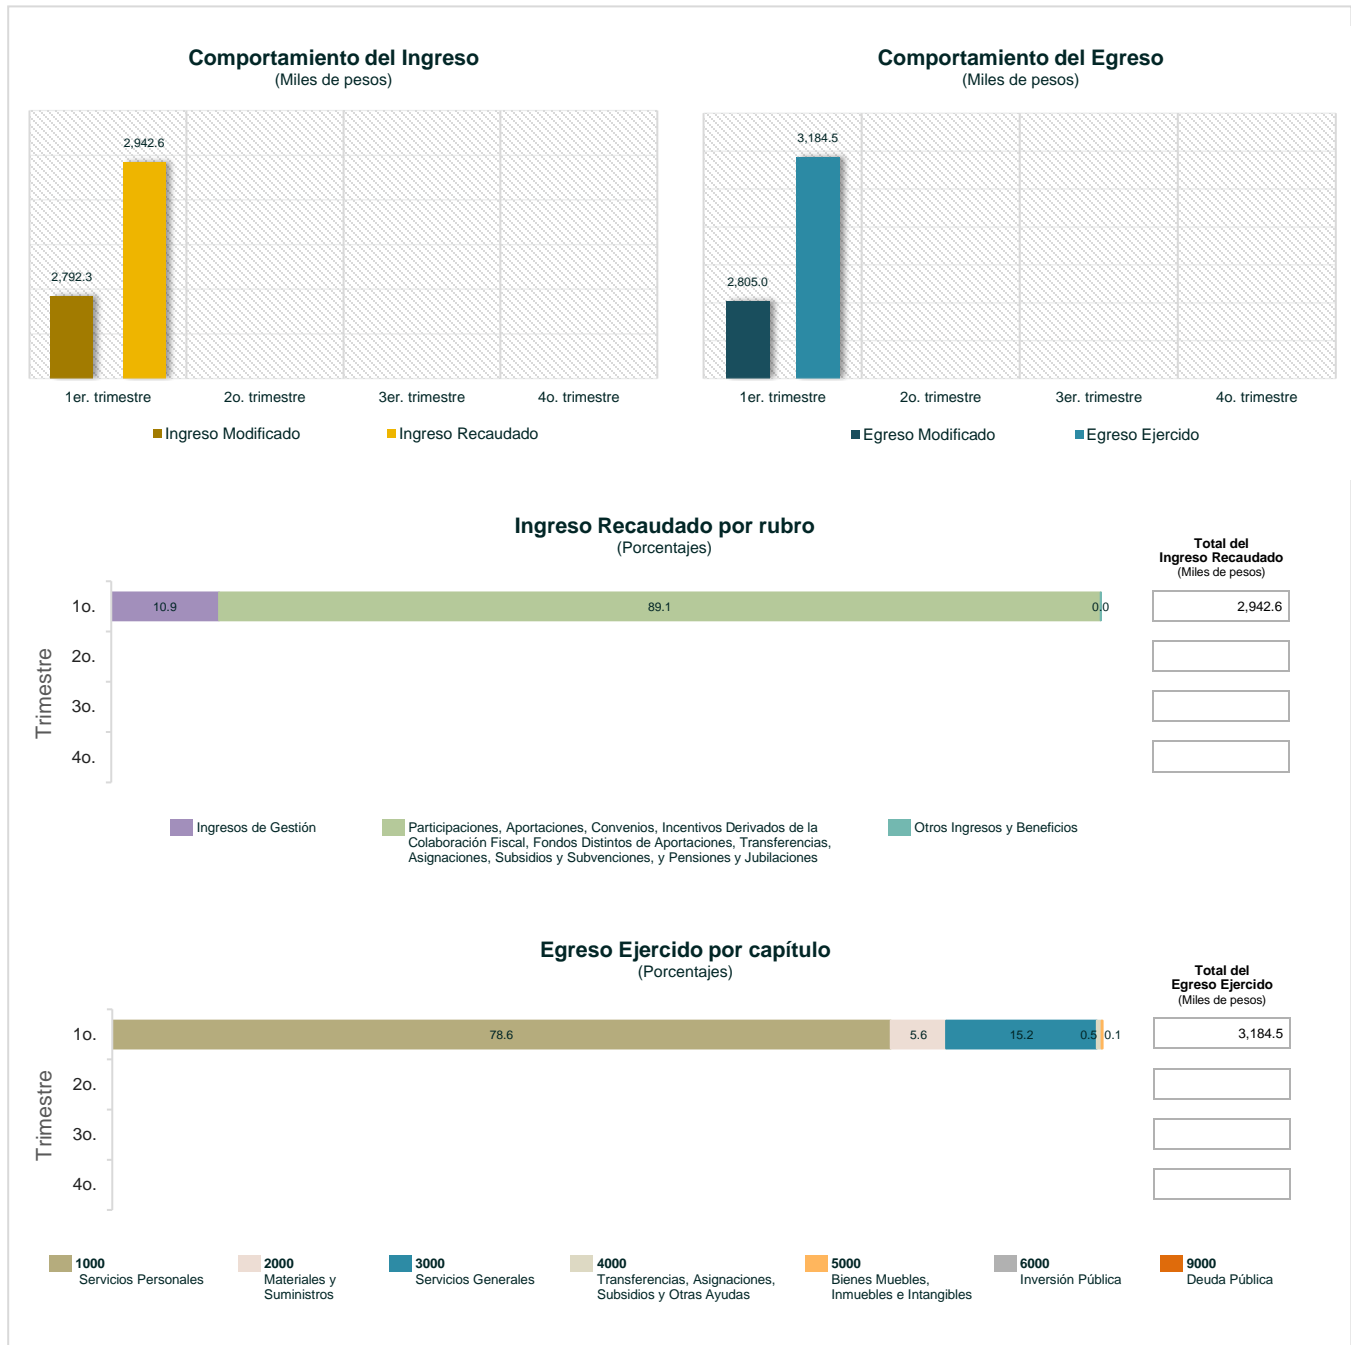 Comportamiento del Ingreso
(Miles de pesos)
2,792.3
2,942.6
1er. trimestre
2o. trimestre
3er. trimestre
4o. trimestre
Ingreso Modificado
Ingreso Recaudado
Comportamiento del Egreso
(Miles de pesos)
2,805.0
3,184.5
1er. trimestre
2o. trimestre
3er. trimestre
4o. trimestre
Egreso Modificado
Egreso Ejercido
Ingreso Recaudado por rubro
(Porcentajes)
Total del
Ingreso Recaudado
(Miles de pesos)
Trimestre
1o.
10.9
89.1
0.0
2,942.6
2o.
3o.
4o.
Ingresos de Gestión
Participaciones, Aportaciones, Convenios, Incentivos Derivados de la
Colaboración Fiscal, Fondos Distintos de Aportaciones, Transferencias,
Asignaciones, Subsidios y Subvenciones, y Pensiones y Jubilaciones
Otros Ingresos y Beneficios
Egreso Ejercido por capítulo
(Porcentajes)
Total del
Egreso Ejercido
(Miles de pesos)
Trimestre
1o.
78.6
5.6
15.2
0.5
0.1
3,184.5
2o.
3o.
4o.
1000
Servicios Personales
2000
Materiales y
Suministros
3000
Servicios Generales
4000
Transferencias, Asignaciones,
Subsidios y Otras Ayudas
5000
Bienes Muebles,
Inmuebles e Intangibles
6000
Inversión Pública
9000
Deuda Pública